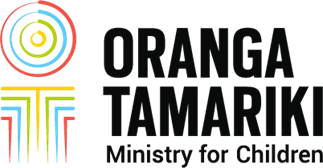 ORANGA
TAMARIKI
Ministry for Children